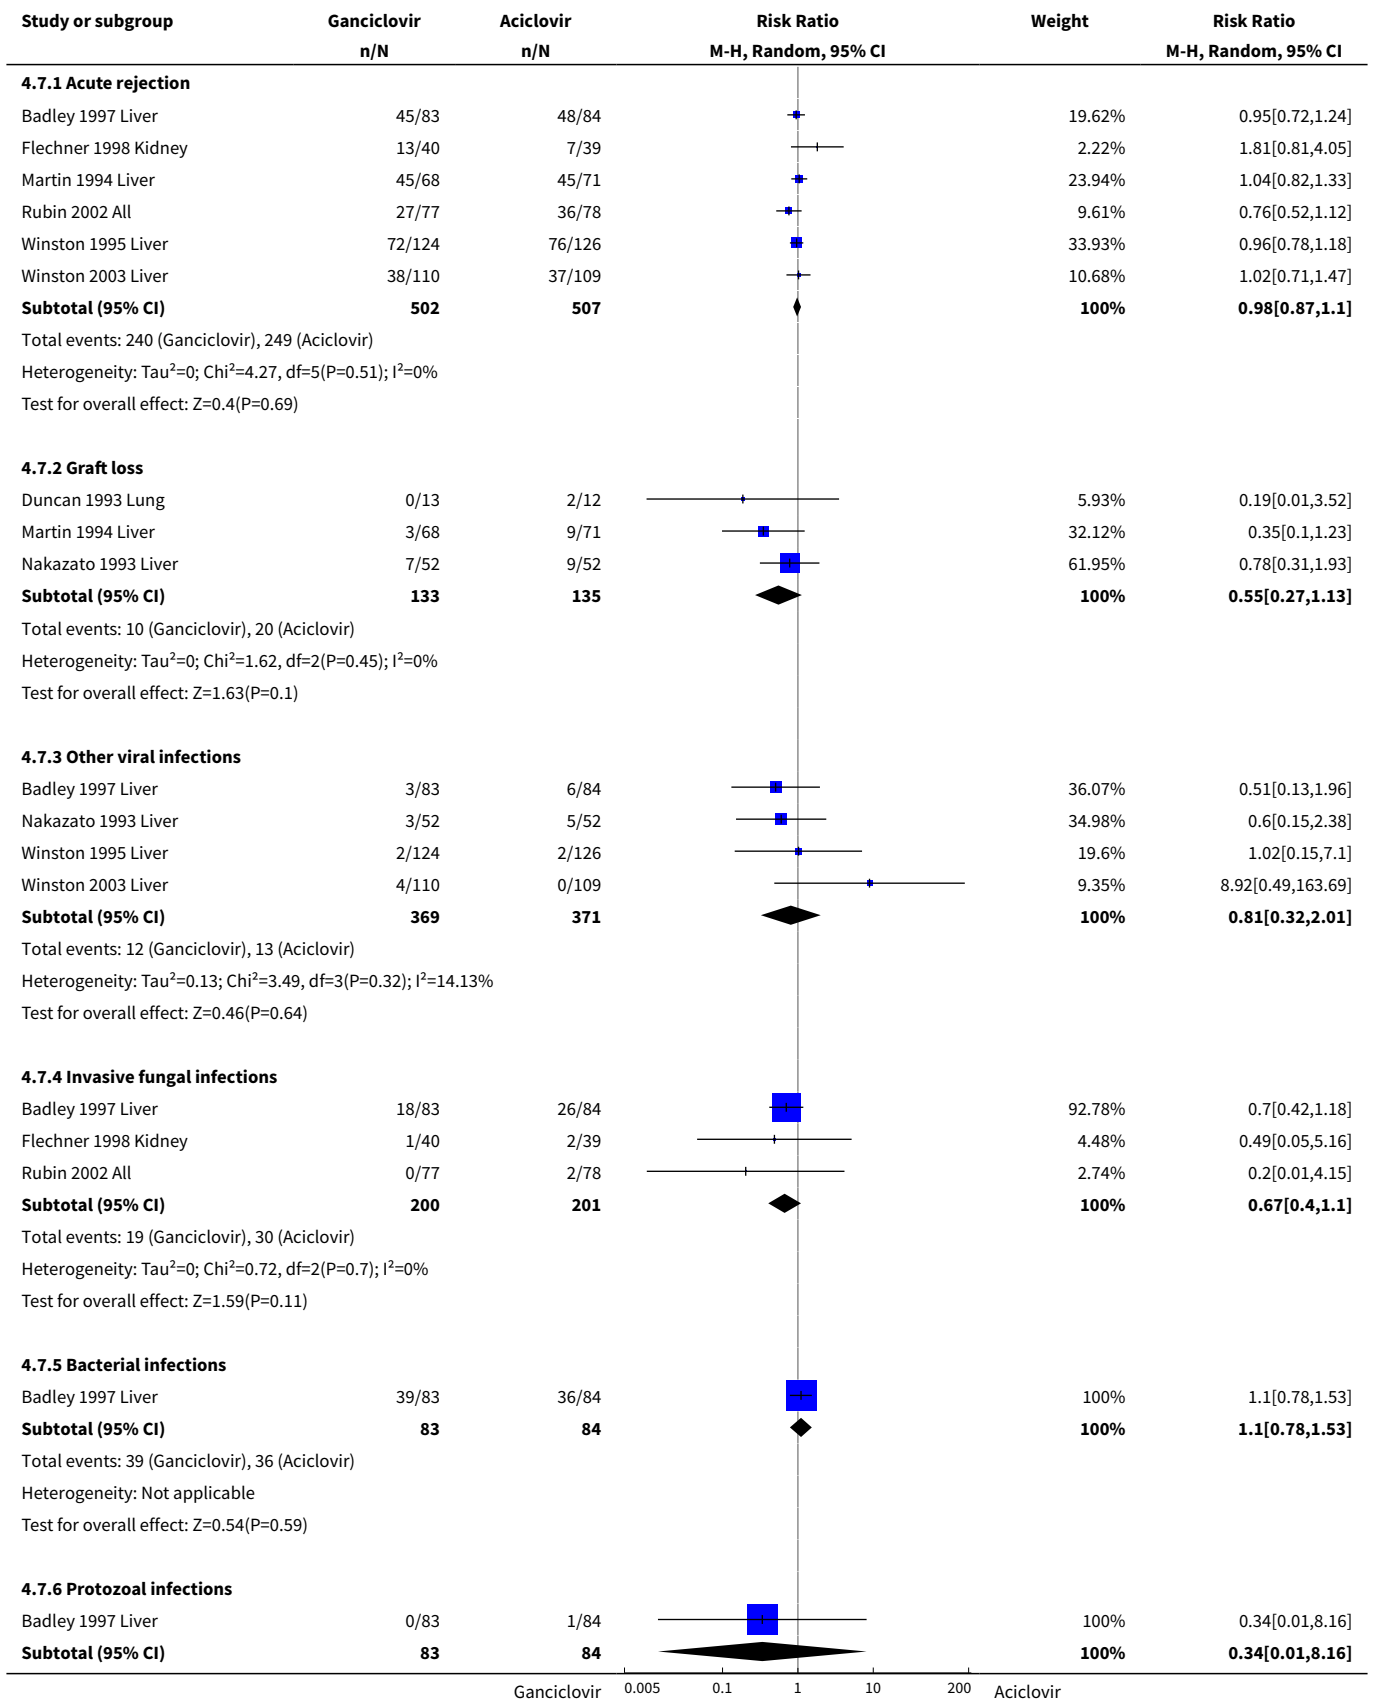 Study or subgroup Ganciclovir Aciclovir Risk Ratio Weight Risk Ratio
n/N n/N M-H, Random, 95% CI M-H, Random, 95% CI
4.7.1 Acute rejection
Badley 1997 Liver 45/83 48/84 19.62% 0.95[0.72,1.24]
Flechner 1998 Kidney 13/40 7/39 2.22% 1.81[0.81,4.05]
Martin 1994 Liver 45/68 45/71 23.94% 1.04[0.82,1.33]
Rubin 2002 All 27/77 36/78 9.61% 0.76[0.52,1.12]
Winston 1995 Liver 72/124 76/126 33.93% 0.96[0.78,1.18]
Winston 2003 Liver 38/110 37/109 10.68% 1.02[0.71,1.47]
Subtotal (95% CI) 502 507 100% 0.98[0.87,1.1]
Total events: 240 (Ganciclovir), 249 (Aciclovir)
Heterogeneity: Tau²=0; Chi²=4.27, df=5(P=0.51); I²=0%
Test for overall effect: Z=0.4(P=0.69)
4.7.2 Graft loss
Duncan 1993 Lung 0/13 2/12 5.93% 0.19[0.01,3.52]
Martin 1994 Liver 3/68 9/71 32.12% 0.35[0.1,1.23]
Nakazato 1993 Liver 7/52 9/52 61.95% 0.78[0.31,1.93]
Subtotal (95% CI) 133 135 100% 0.55[0.27,1.13]
Total events: 10 (Ganciclovir), 20 (Aciclovir)
Heterogeneity: Tau²=0; Chi²=1.62, df=2(P=0.45); I²=0%
Test for overall effect: Z=1.63(P=0.1)
4.7.3 Other viral infections
Badley 1997 Liver 3/83 6/84 36.07% 0.51[0.13,1.96]
Nakazato 1993 Liver 3/52 5/52 34.98% 0.6[0.15,2.38]
Winston 1995 Liver 2/124 2/126 19.6% 1.02[0.15,7.1]
Winston 2003 Liver 4/110 0/109 9.35% 8.92[0.49,163.69]
Subtotal (95% CI) 369 371 100% 0.81[0.32,2.01]
Total events: 12 (Ganciclovir), 13 (Aciclovir)
Heterogeneity: Tau²=0.13; Chi²=3.49, df=3(P=0.32); I²=14.13%
Test for overall effect: Z=0.46(P=0.64)
4.7.4 Invasive fungal infections
Badley 1997 Liver 18/83 26/84 92.78% 0.7[0.42,1.18]
Flechner 1998 Kidney 1/40 2/39 4.48% 0.49[0.05,5.16]
Rubin 2002 All 0/77 2/78 2.74% 0.2[0.01,4.15]
Subtotal (95% CI) 200 201 100% 0.67[0.4,1.1]
Total events: 19 (Ganciclovir), 30 (Aciclovir)
Heterogeneity: Tau²=0; Chi²=0.72, df=2(P=0.7); I²=0%
Test for overall effect: Z=1.59(P=0.11)
4.7.5 Bacterial infections
Badley 1997 Liver 39/83 36/84 100% 1.1[0.78,1.53]
Subtotal (95% CI) 83 84 100% 1.1[0.78,1.53]
Total events: 39 (Ganciclovir), 36 (Aciclovir)
Heterogeneity: Not applicable
Test for overall effect: Z=0.54(P=0.59)
4.7.6 Protozoal infections
Badley 1997 Liver 0/83 1/84 100% 0.34[0.01,8.16]
Subtotal (95% CI) 83 84 100% 0.34[0.01,8.16]
Ganciclovir 0.005 0.1 1 10 200 Aciclovir